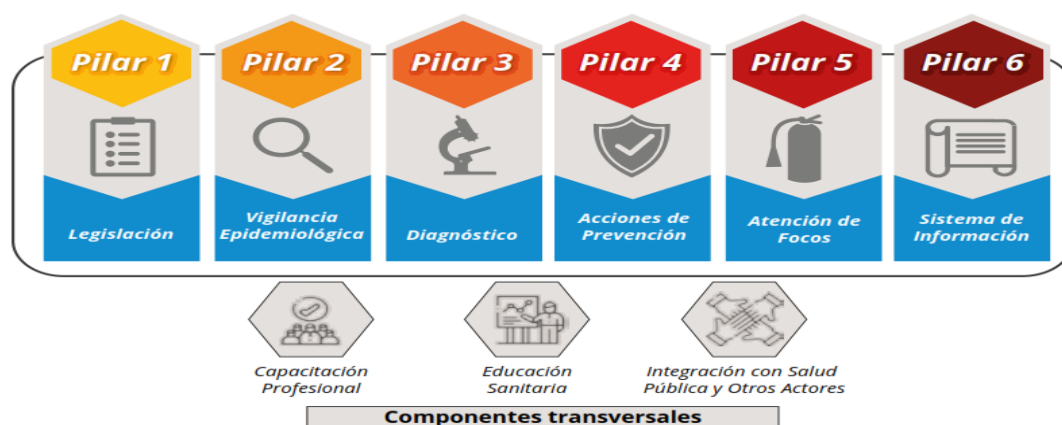 Pilar 1
Pilar 2
Pilar 3
Pilar 4
Pilar 5
Pilar 6
Legislación
Vigilancia
Epidemiológica
Diagnóstico
Acciones de
Prevención
Atención de
Focos
Sistema de
Información
Capacitación
Profesional
Educación
Sanitaria
Integración con Salud
Pública y Otros Actores
Componentes transversales